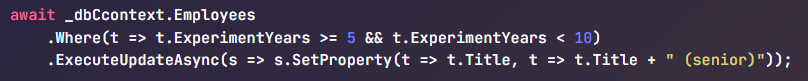 await _dbCcontext.Employees
.Where(t => t.ExperimentYears >= 5 && t.ExperimentYears < 10)
.ExecuteUpdateAsync(s => s.SetProperty(t => t.Title, t => t.Title + " (senior)"));